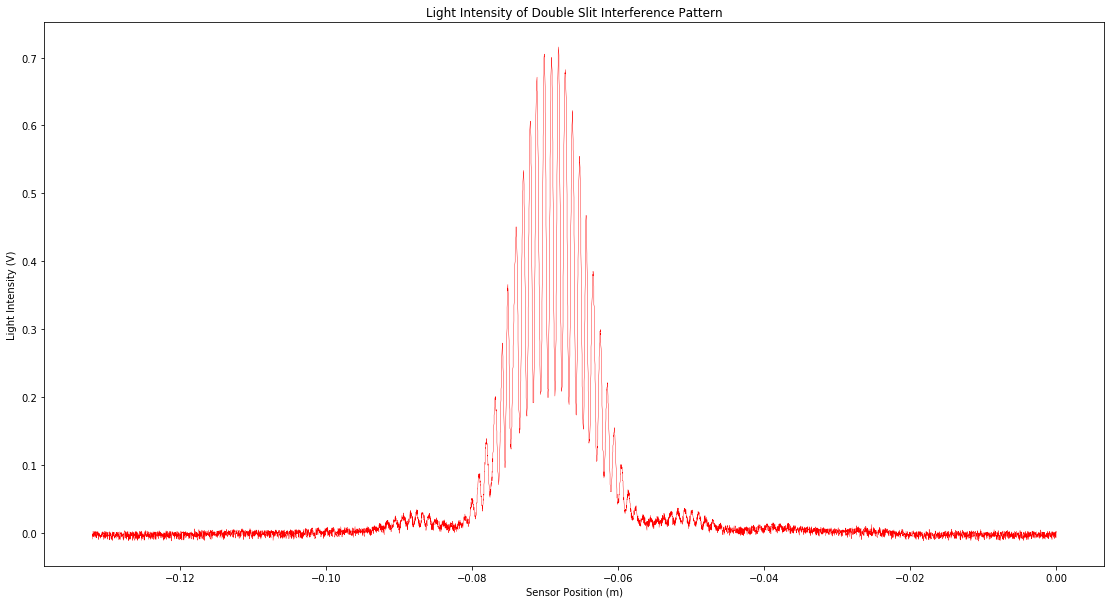 Light Intensity of Double Slit Interference Pattern
Light Intensity (V)
0.7
0.6
0.5
0.4
0.3
0.2
0.1
0.0
−0.12 −0.10 −0.08 −0.06 −0.04 −0.02 0.00
Sensor Position (m)